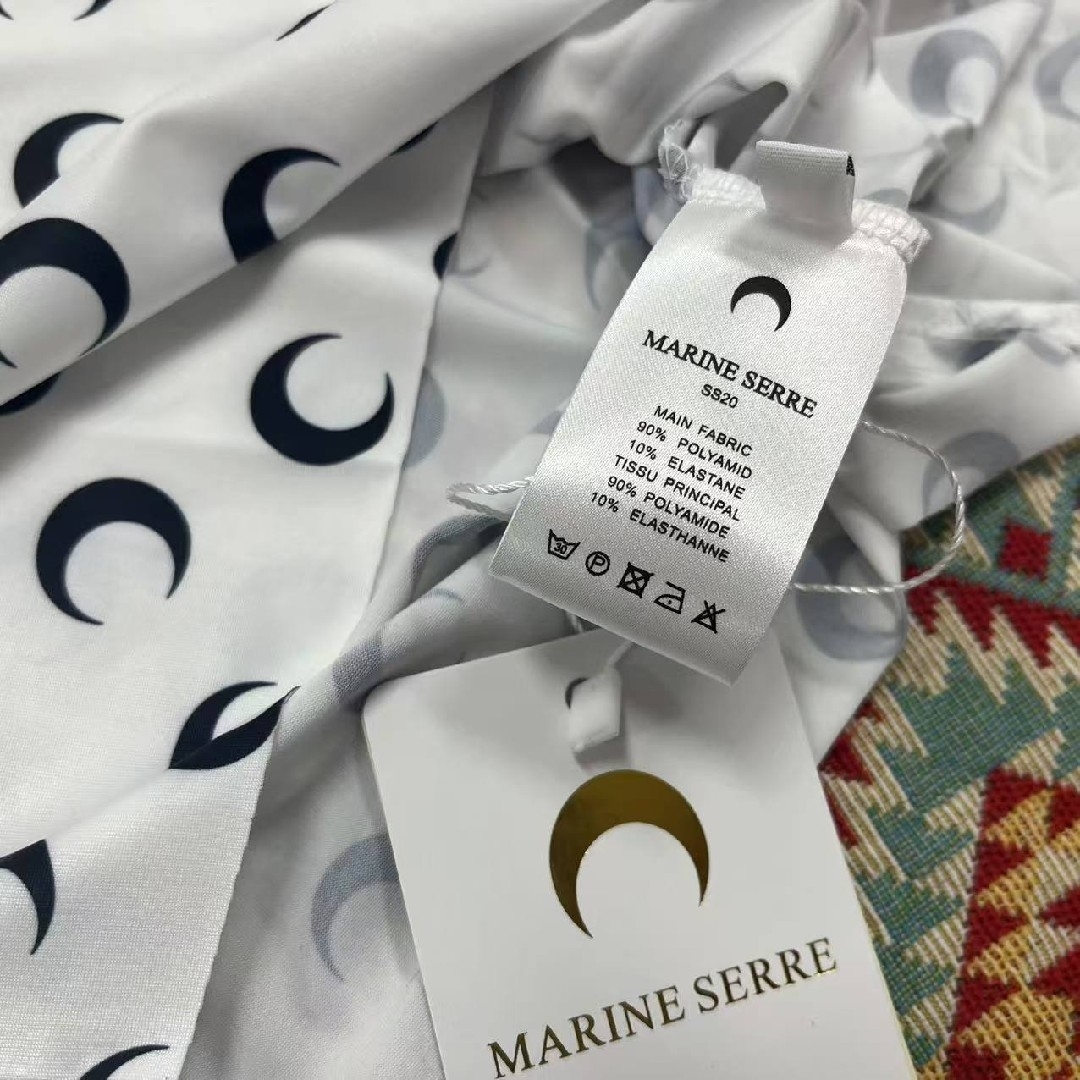 MARINE SERRE
SS20
MAIN FABRIC
90% POLYAMID
10% ELASTANE
TISSU PRINCIPAL
90% POLYAMIDE
10% ELASTHANNE
30 P
MARINE SERRE